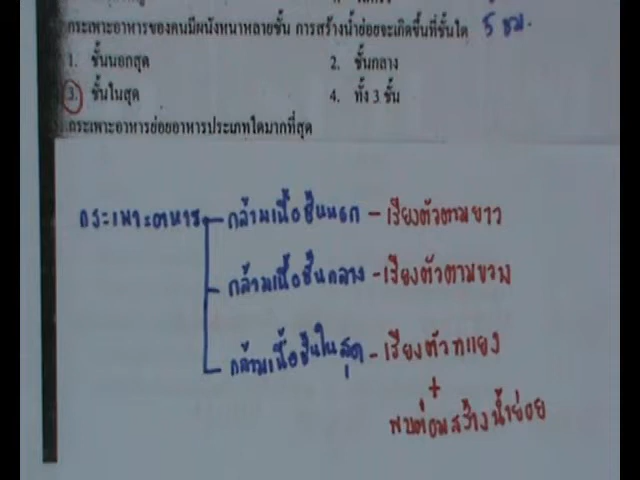 กระเพาะอาหารของคนมีผนังหนาหลายชั้น การสร้างน้ำย่อยจะเกิดขึ้นที่ชั้นใด 5 ชม.
1. ชั้นนอกสุด 2. ชั้นกลาง
3. ชั้นในสุด 4. ทั้ง 3 ชั้น
กระเพาะอาหารย่อยอาหารประเภทใดมากที่สุด
กระเพาะอาหาร กล้ามเนื้อชั้นนอก - เรียงตัวตามยาว
กล้ามเนื้อชั้นกลาง - เรียงตัวตามขวาง
กล้ามเนื้อชั้นในสุด - เรียงตัวทแยง
+
พบต่อมสร้างน้ำย่อย